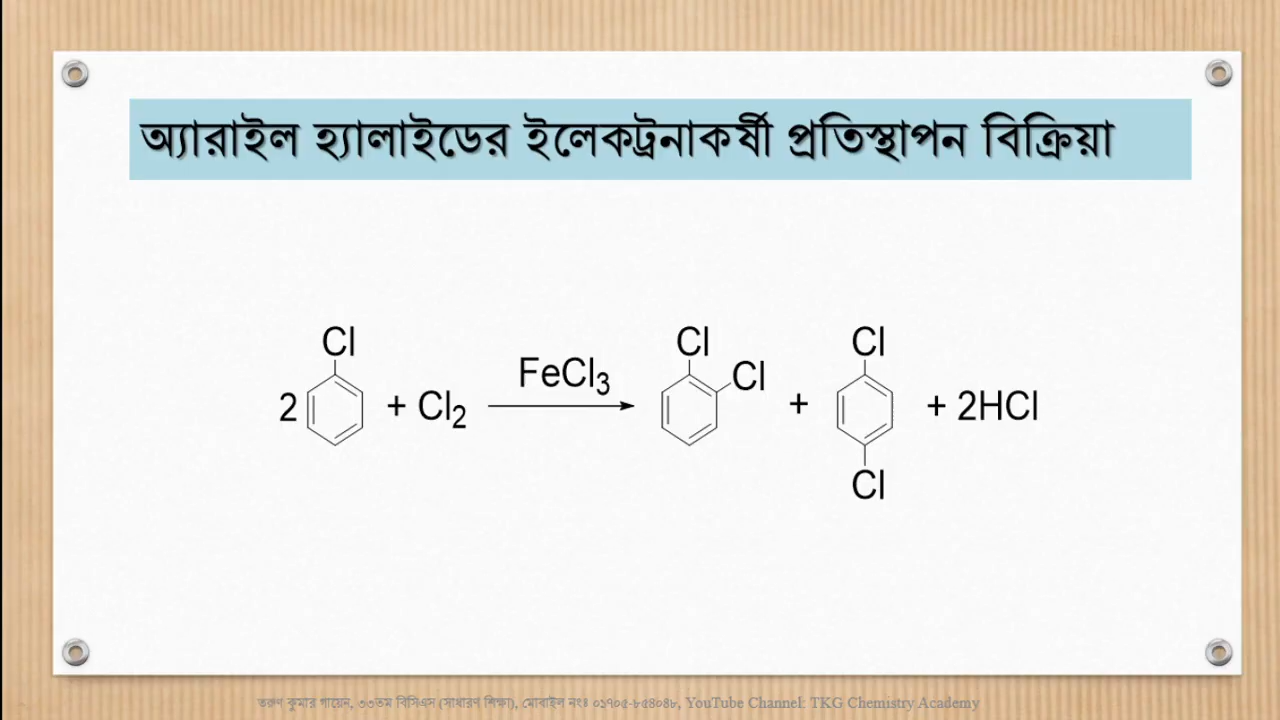 অ্যারাইল হ্যালাইডের ইলেকট্রনাকর্ষী প্রতিস্থাপন বিক্রিয়া
Cl Cl Cl
2 + Cl₂ FeCl₃ Cl + + 2HCl
Cl
তরুণ কুমার গায়েন, ৩৩তম বিসিএস (সাধারণ শিক্ষা), মোবাইল নংঃ ০১৭০৫-৮৫৪০৪৮, YouTube Channel: TKG Chemistry Academy